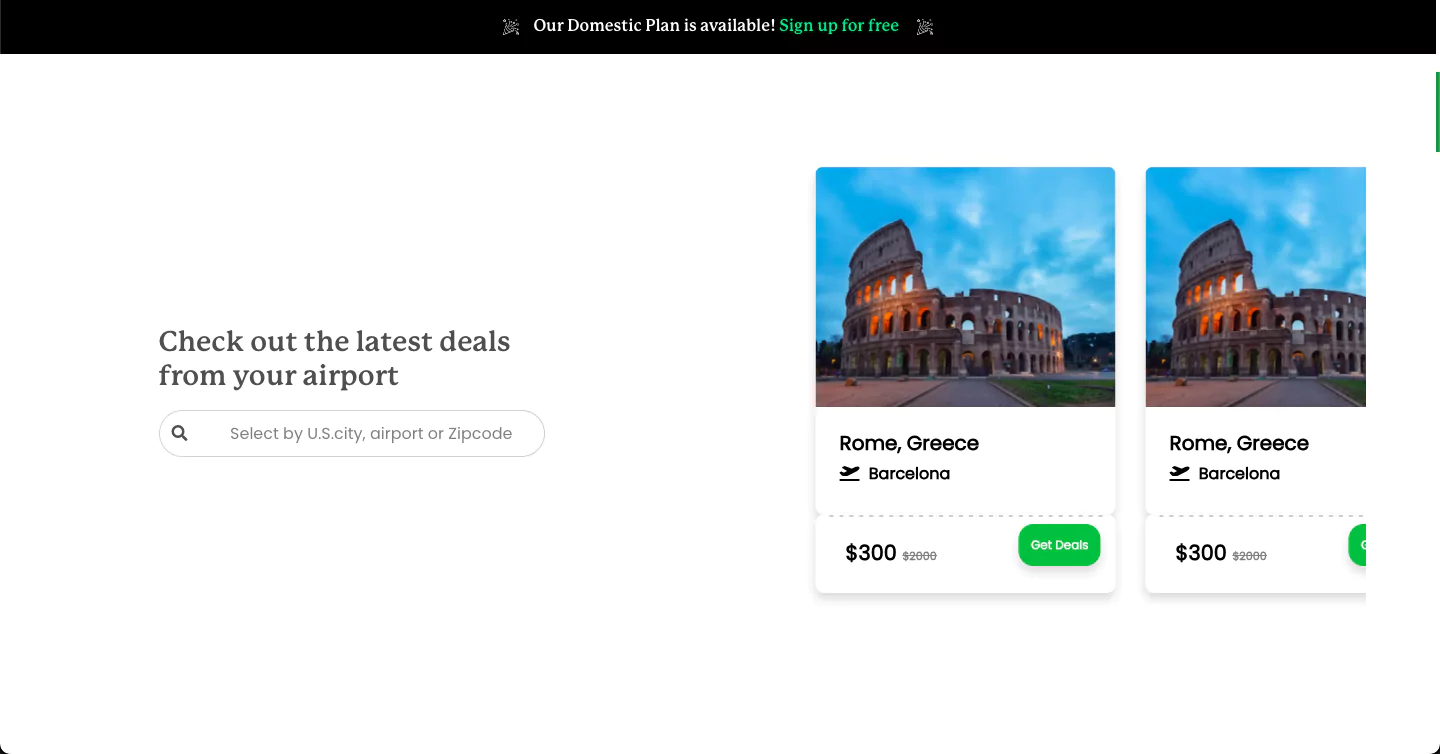 Our Domestic Plan is available! Sign up for free
Check out the latest deals
from your airport
Select by U.S.city, airport or Zipcode
Rome, Greece
Barcelona
$300 $2000
Get Deals
Rome, Greece
Barcelona
$300 $2000